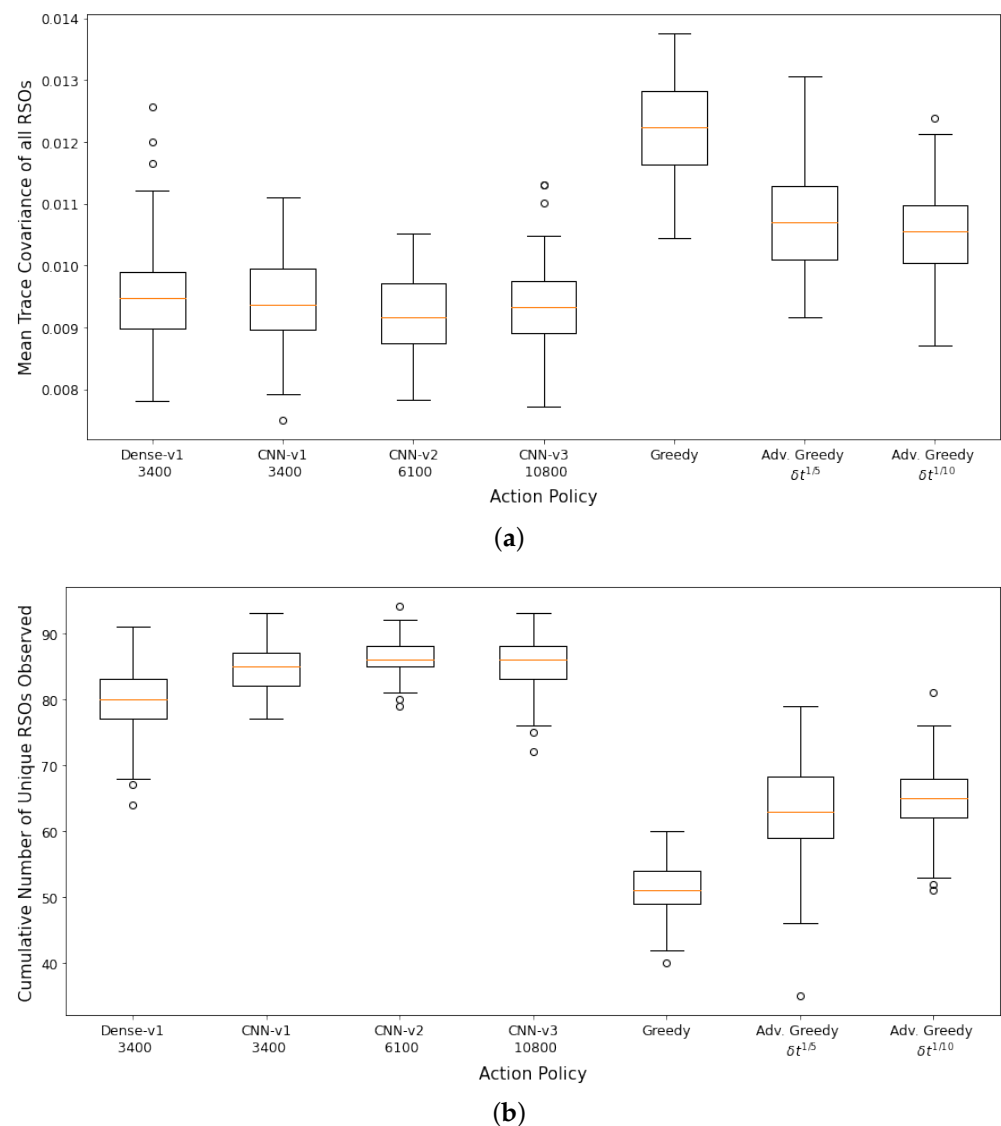 0.014
0.013
0.012
0.011
0.010
0.009
0.008
Mean Trace Covariance of all RSOs
Dense-v1 CNN-v1 CNN-v2 CNN-v3 Greedy Adv. Greedy Adv. Greedy
3400 3400 6100 10800 δt^{1/5} δt^{1/10}
Action Policy
(a)
90
80
70
60
50
40
Cumulative Number of Unique RSOs Observed
Dense-v1 CNN-v1 CNN-v2 CNN-v3 Greedy Adv. Greedy Adv. Greedy
3400 3400 6100 10800 δt^{1/5} δt^{1/10}
Action Policy
(b)